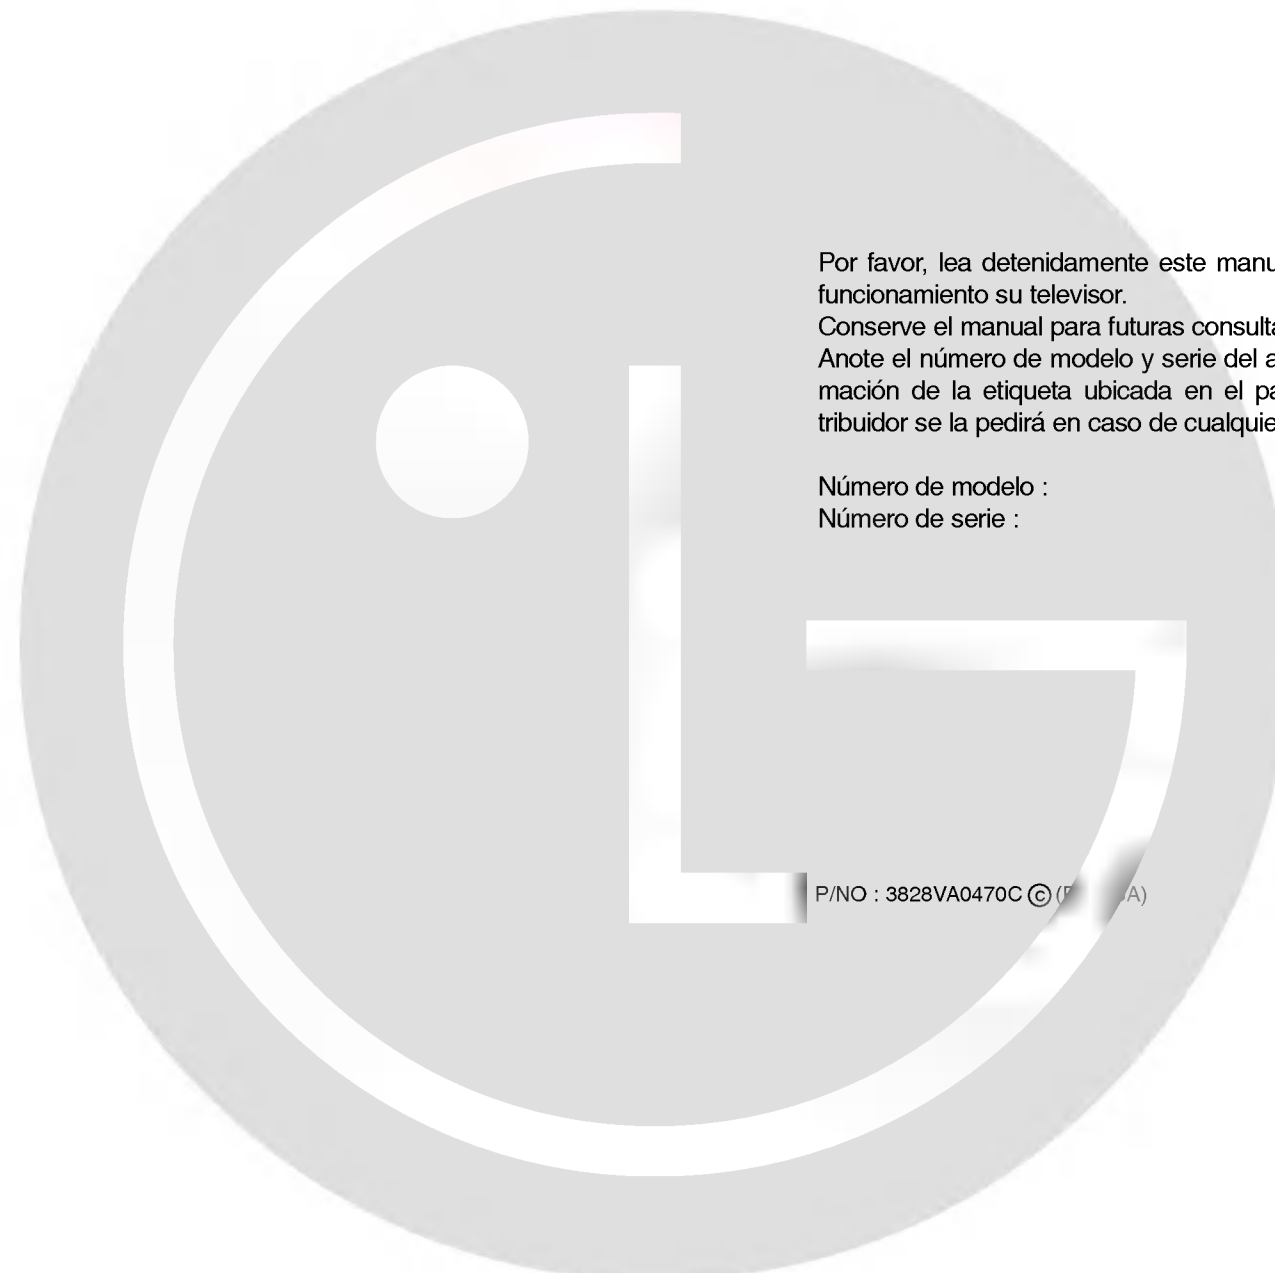 Por favor, lea detenidamente este manu
funcionamiento su televisor.
Conserve el manual para futuras consulta
Anote el número de modelo y serie del a
mación de la etiqueta ubicada en el pa
tribuidor se la pedirá en caso de cualquie
Número de modelo :
Número de serie :
P/NO : 3828VA0470C ©